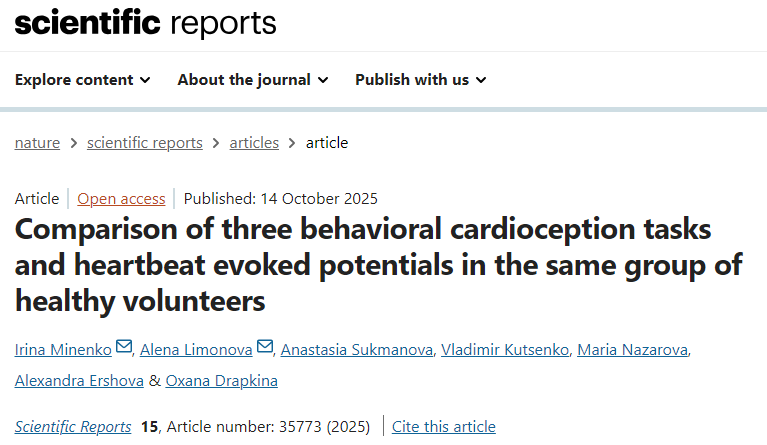 scientific reports
Explore content About the journal Publish with us
nature > scientific reports > articles > article
Article | Open access | Published: 14 October 2025
Comparison of three behavioral cardioception tasks
and heartbeat evoked potentials in the same group of
healthy volunteers
Irina Minenko, Alena Limonova, Anastasia Sukmanova, Vladimir Kutsenko, Maria Nazarova,
Alexandra Ershova & Oxana Drapkina
Scientific Reports 15, Article number: 35773 (2025) | Cite this article